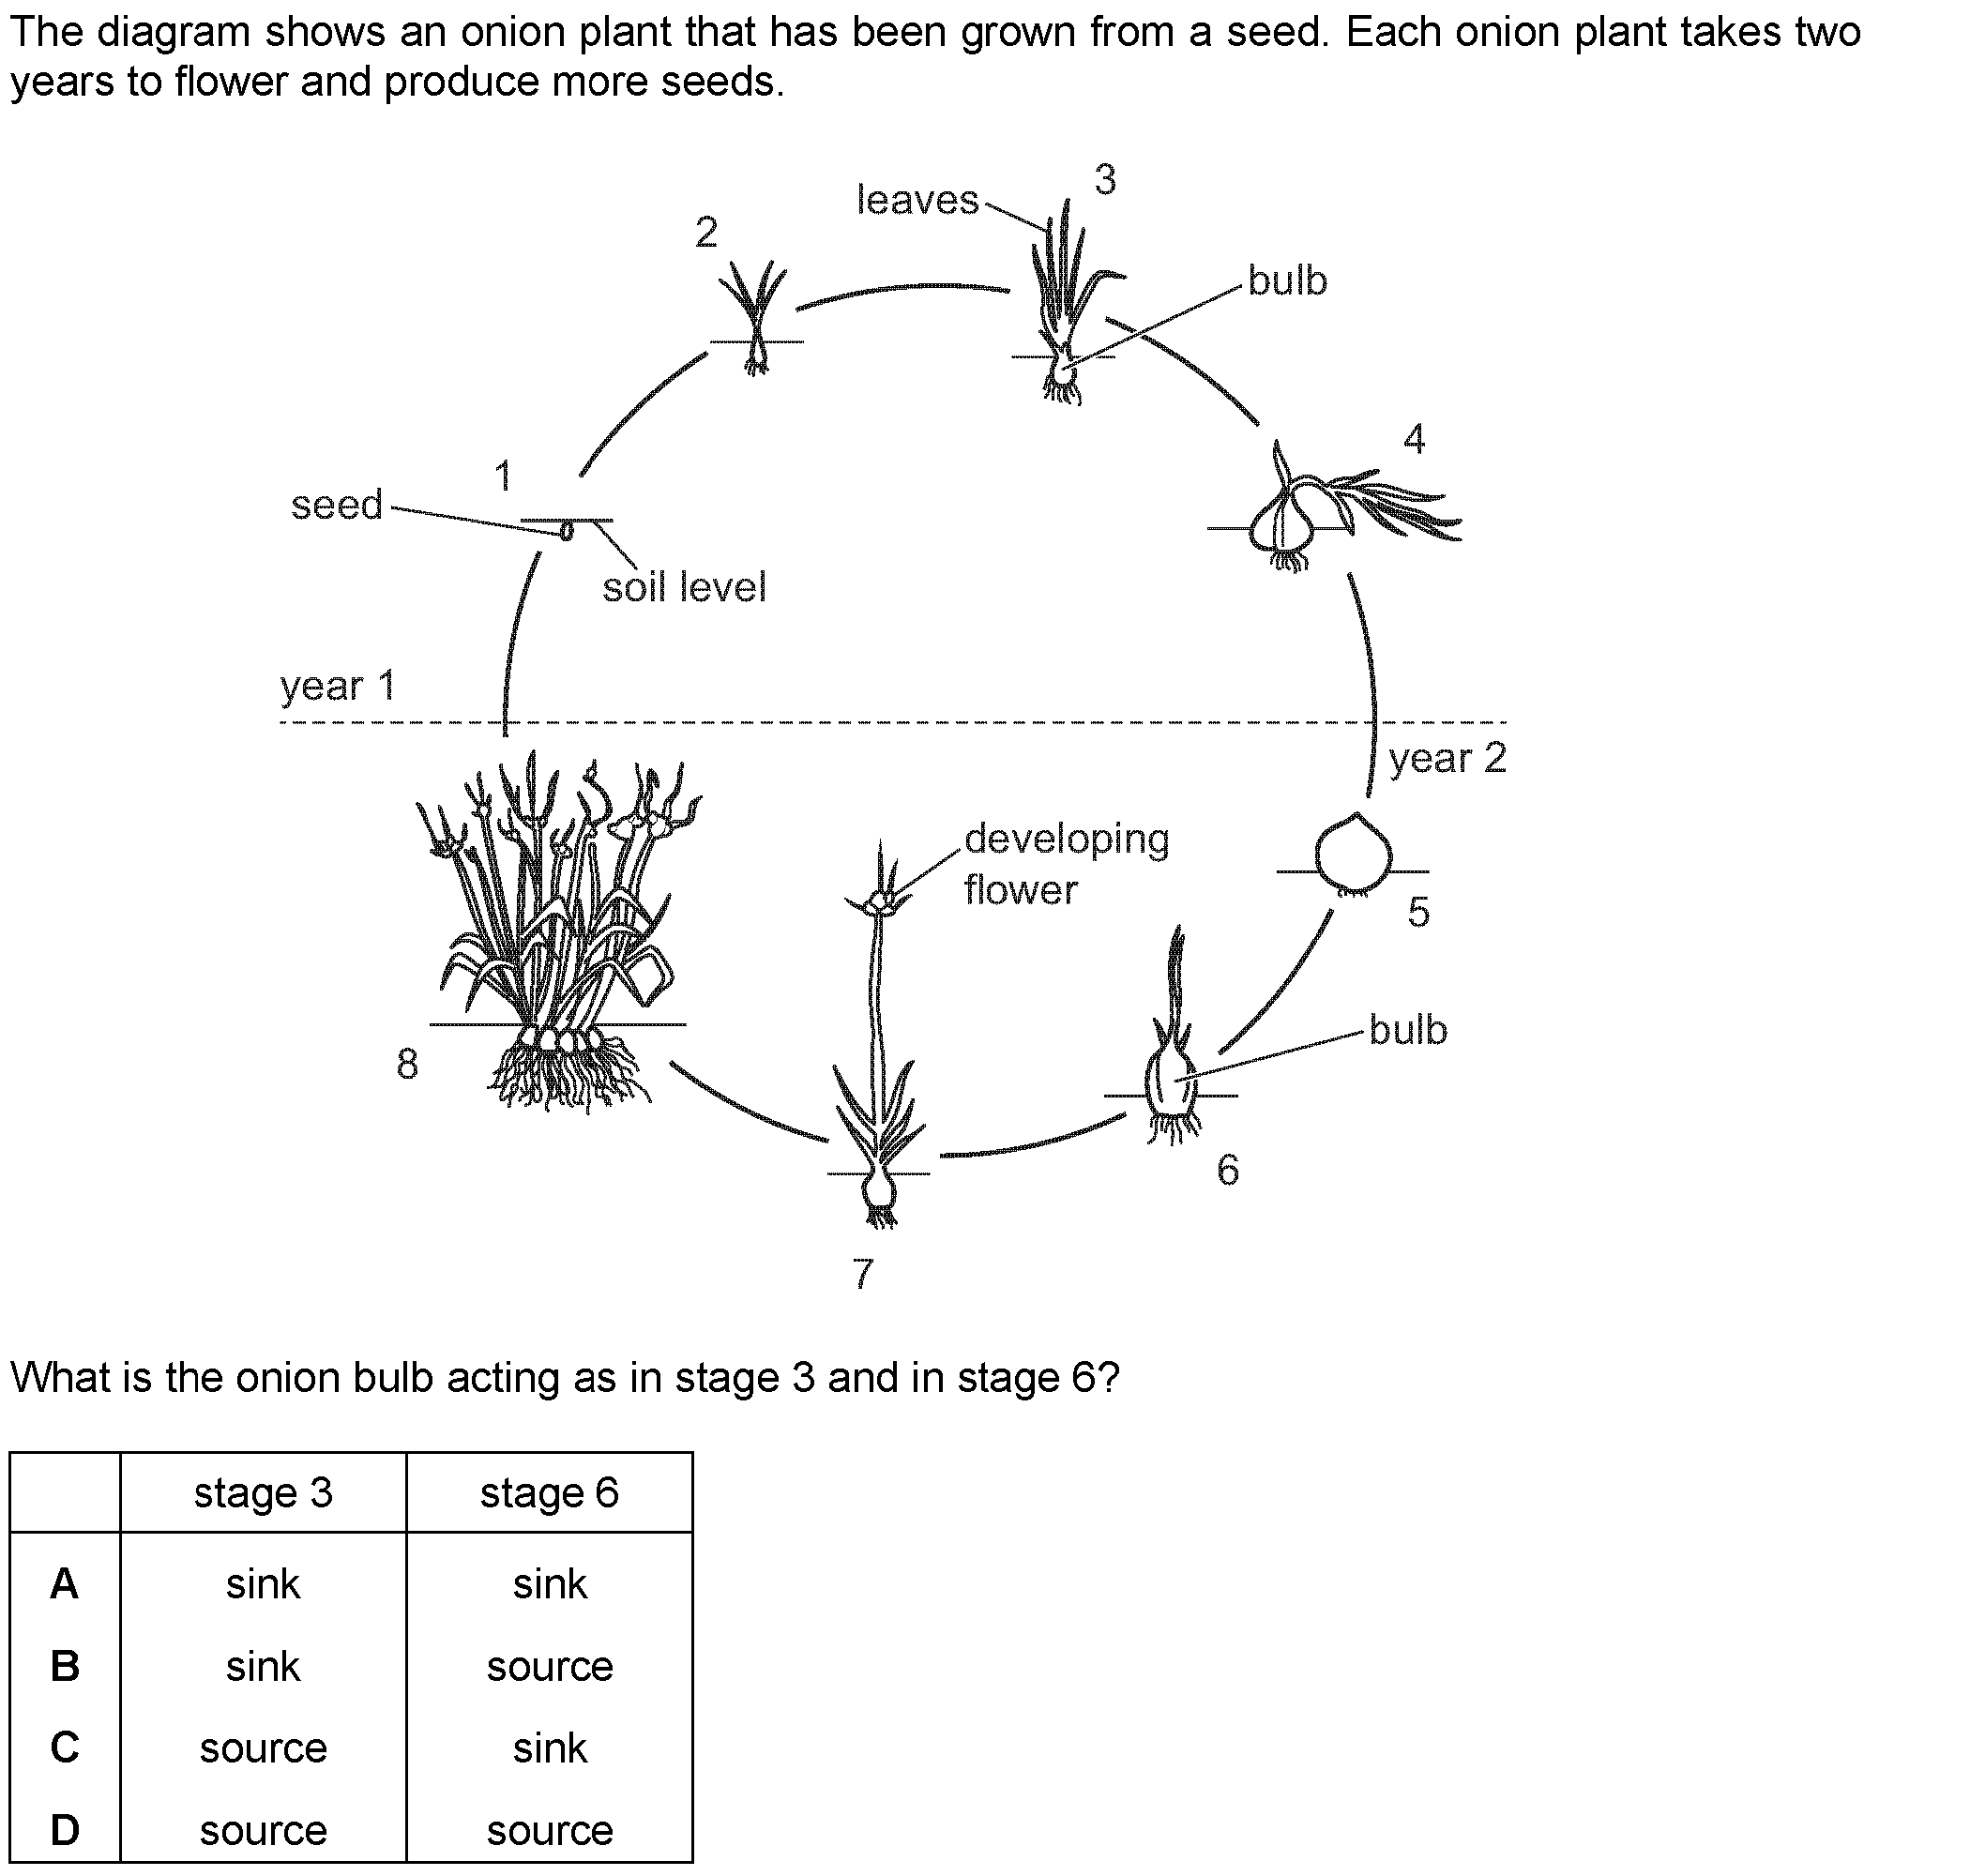 The diagram shows an onion plant that has been grown from a seed. Each onion plant takes two
years to flower and produce more seeds.
3
leaves
2
bulb
4
1
seed
soil level
year 1
year 2
developing
flower
5
bulb
8
6
7
What is the onion bulb acting as in stage 3 and in stage 6?
stage 3 stage 6
A sink sink
B sink source
C source sink
D source source